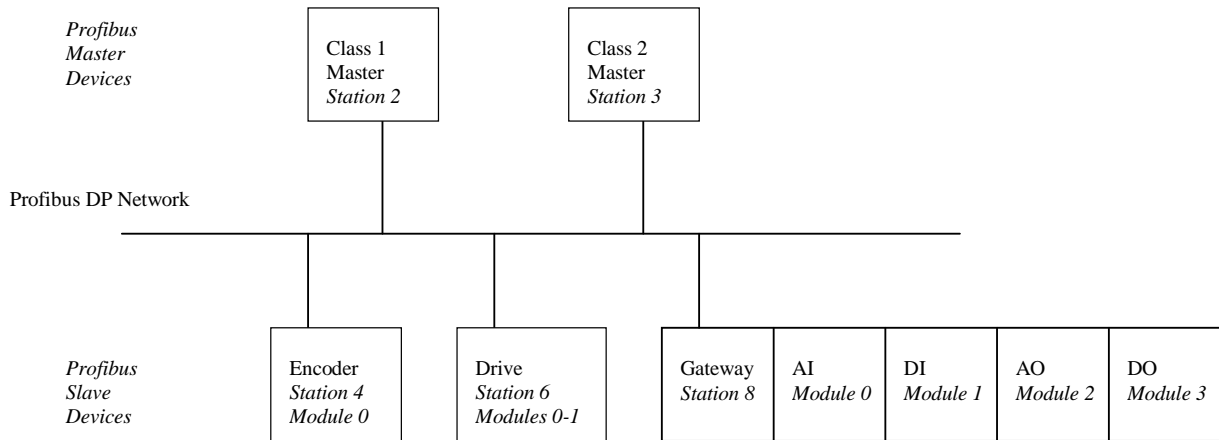 Profibus
Master
Devices
Class 1
Master
Station 2
Class 2
Master
Station 3
Profibus DP Network
Profibus
Slave
Devices
Encoder
Station 4
Module 0
Drive
Station 6
Modules 0-1
Gateway
Station 8
AI
Module 0
DI
Module 1
AO
Module 2
DO
Module 3